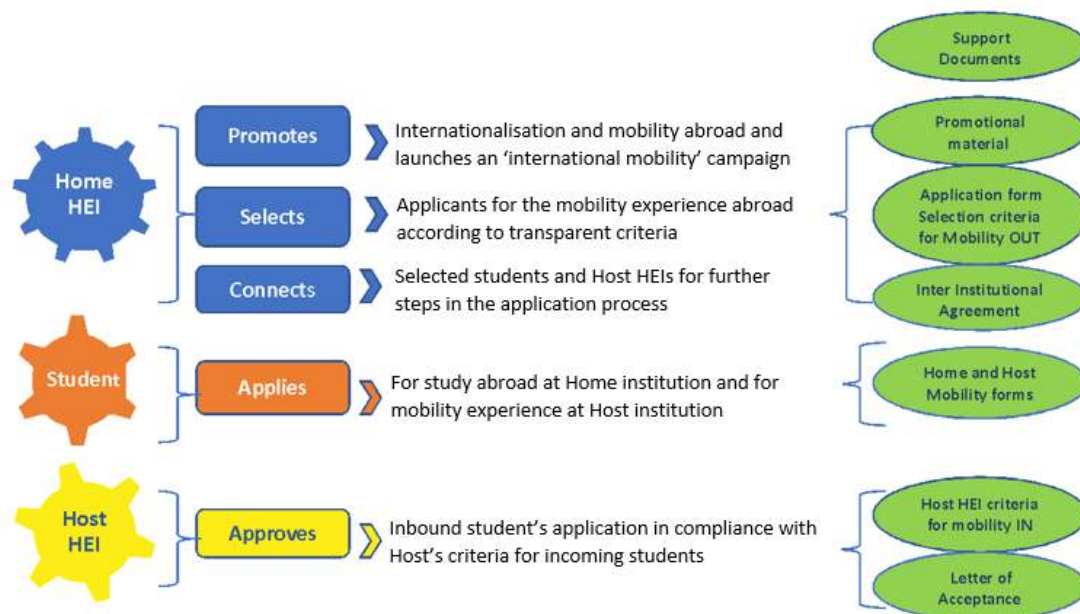 Support
Documents
Home
HEI
Promotes
Internationalisation and mobility abroad and
launches an ‘international mobility’ campaign
Promotional
material
Selects
Applicants for the mobility experience abroad
according to transparent criteria
Application form
Selection criteria
for Mobility OUT
Connects
Selected students and Host HEIs for further
steps in the application process
Inter Institutional
Agreement
Student
Applies
For study abroad at Home institution and for
mobility experience at Host institution
Home and Host
Mobility forms
Host
HEI
Approves
Inbound student’s application in compliance with
Host’s criteria for incoming students
Host HEI criteria
for mobility IN
Letter of
Acceptance